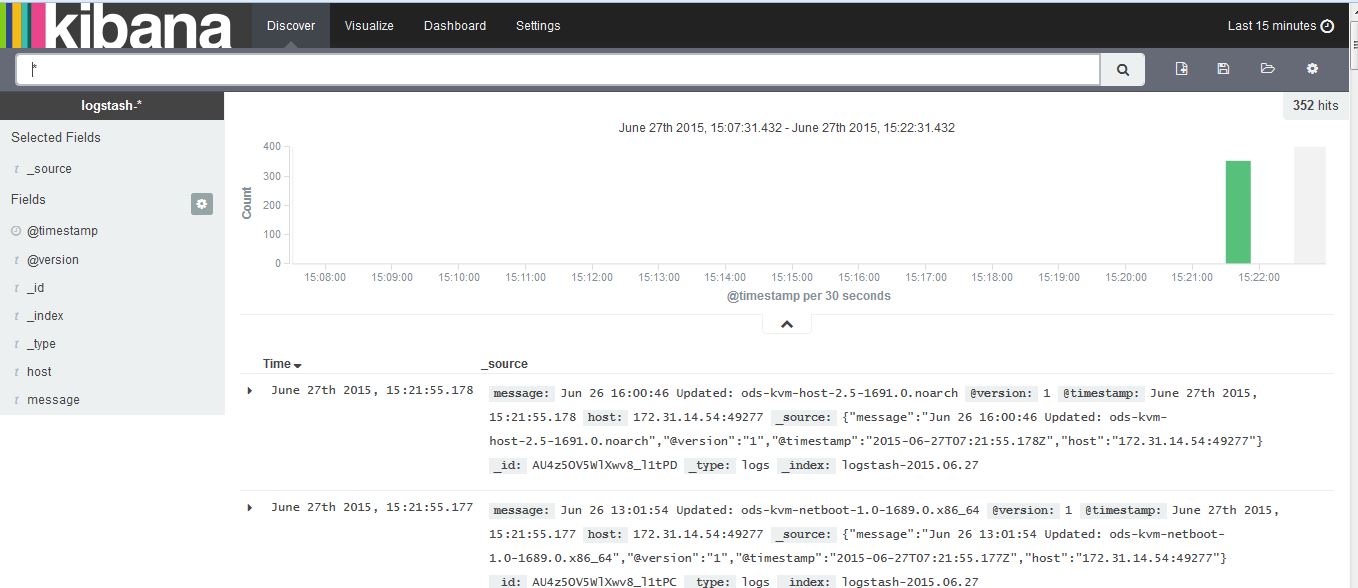 kibana Discover Visualize Dashboard Settings Last 15 minutes
*
logstash-*
352 hits
Selected Fields
t _source
Fields
@timestamp
t @version
t _id
t _index
t _type
t host
t message
June 27th 2015, 15:07:31.432 - June 27th 2015, 15:22:31.432
Count
400
300
200
100
0
15:08:00 15:09:00 15:10:00 15:11:00 15:12:00 15:13:00 15:14:00 15:15:00 15:16:00 15:17:00 15:18:00 15:19:00 15:20:00 15:21:00 15:22:00
@timestamp per 30 seconds
Time _source
June 27th 2015, 15:21:55.178 message: Jun 26 16:00:46 Updated: ods-kvm-host-2.5-1691.0.noarch @version: 1 @timestamp: June 27th 2015,
15:21:55.178 host: 172.31.14.54:49277 _source: {"message":"Jun 26 16:00:46 Updated: ods-kvm-
host-2.5-1691.0.noarch","@version":"1","@timestamp":"2015-06-27T07:21:55.178Z","host":"172.31.14.54:49277"}
_id: AU4z5OV5WlXwv8_l1tPD _type: logs _index: logstash-2015.06.27
June 27th 2015, 15:21:55.177 message: Jun 26 13:01:54 Updated: ods-kvm-netboot-1.0-1689.0.x86_64 @version: 1 @timestamp: June 27th 2015,
15:21:55.177 host: 172.31.14.54:49277 _source: {"message":"Jun 26 13:01:54 Updated: ods-kvm-netboot-
1.0-1689.0.x86_64","@version":"1","@timestamp":"2015-06-27T07:21:55.177Z","host":"172.31.14.54:49277"}
_id: AU4z5OV5WlXwv8_l1tPC _type: logs _index: logstash-2015.06.27